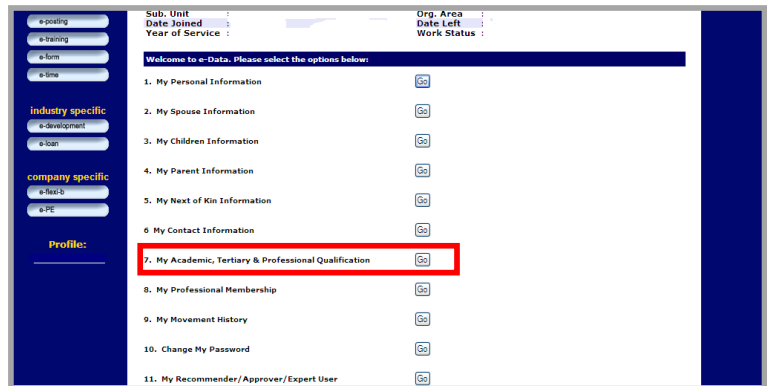 e-posting
e-training
e-form
e-time
industry specific
e-development
e-loan
company specific
e-flexi-b
e-PE
Profile:
Sub. Unit : Org. Area :
Date Joined : Date Left :
Year of Service : Work Status :
Welcome to e-Data. Please select the options below:
1. My Personal Information Go
2. My Spouse Information Go
3. My Children Information Go
4. My Parent Information Go
5. My Next of Kin Information Go
6 My Contact Information Go
7. My Academic, Tertiary & Professional Qualification Go
8. My Professional Membership Go
9. My Movement History Go
10. Change My Password Go
11. My Recommender/Approver/Expert User Go